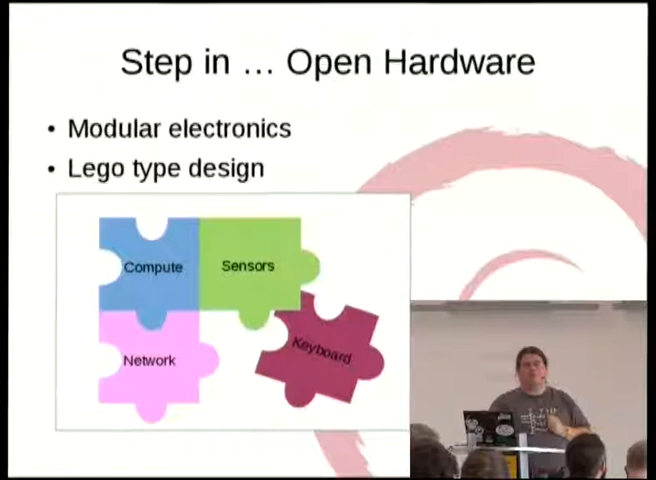 Step in … Open Hardware
• Modular electronics
• Lego type design
Compute
Sensors
Network
Keyboard